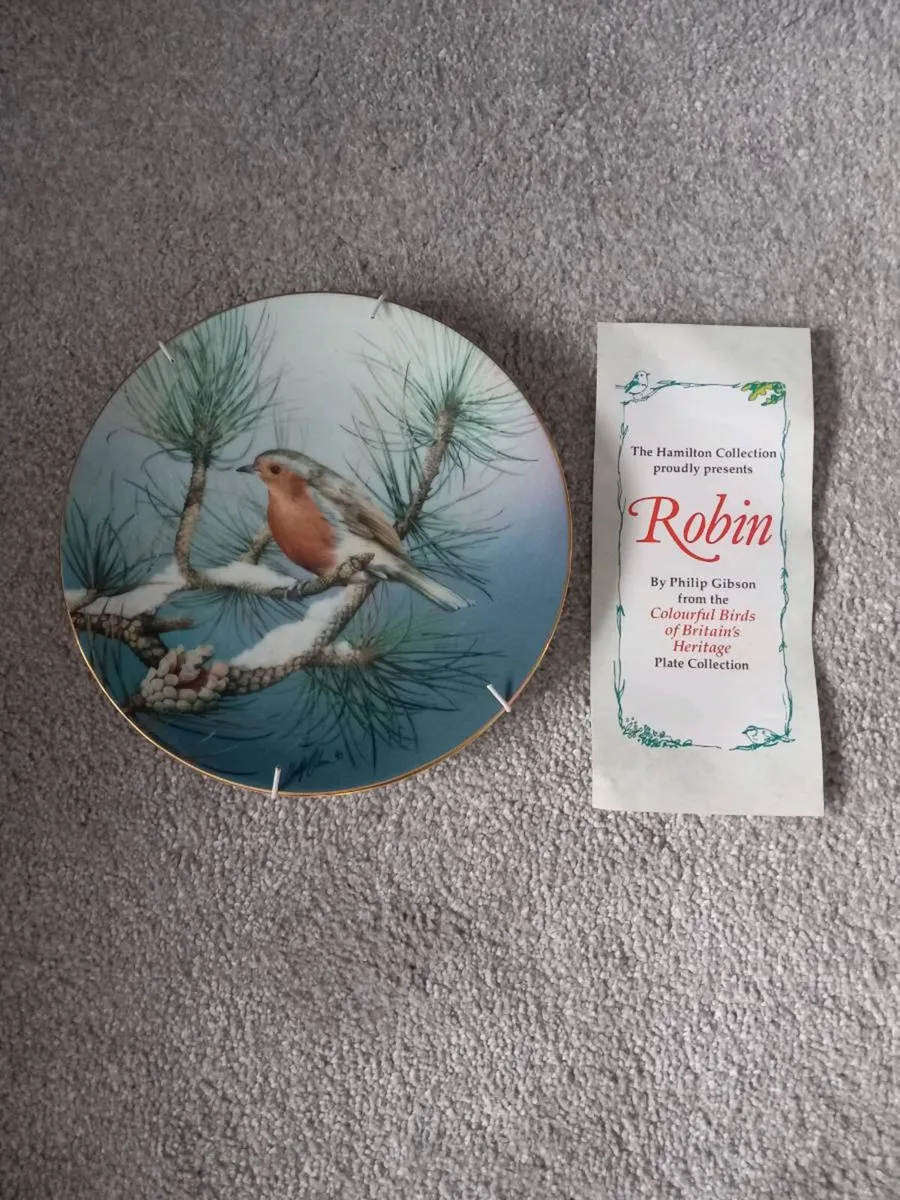 The Hamilton Collection
proudly presents
Robin
By Philip Gibson
from the
Colourful Birds
of Britain's
Heritage
Plate Collection